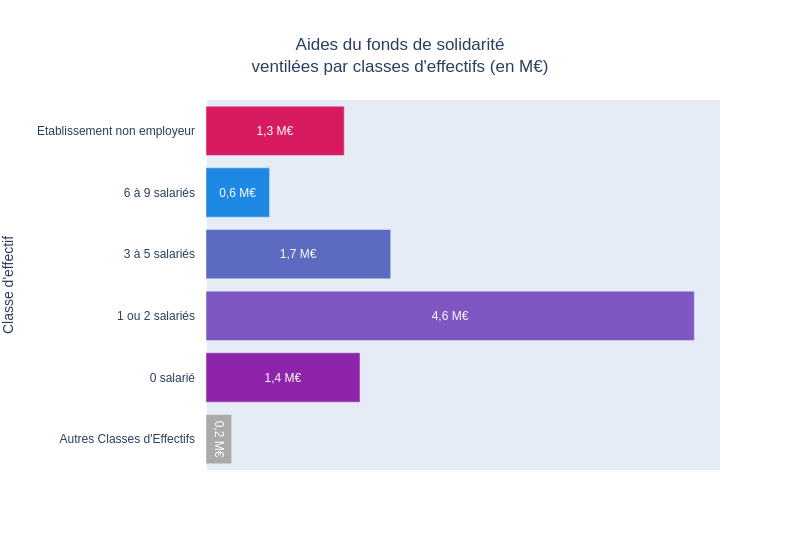 Aides du fonds de solidarité
ventilées par classes d'effectifs (en M€)
Classe d'effectif
Etablissement non employeur
1,3 M€
6 à 9 salariés
0,6 M€
3 à 5 salariés
1,7 M€
1 ou 2 salariés
4,6 M€
0 salarié
1,4 M€
Autres Classes d'Effectifs
0,2 M€